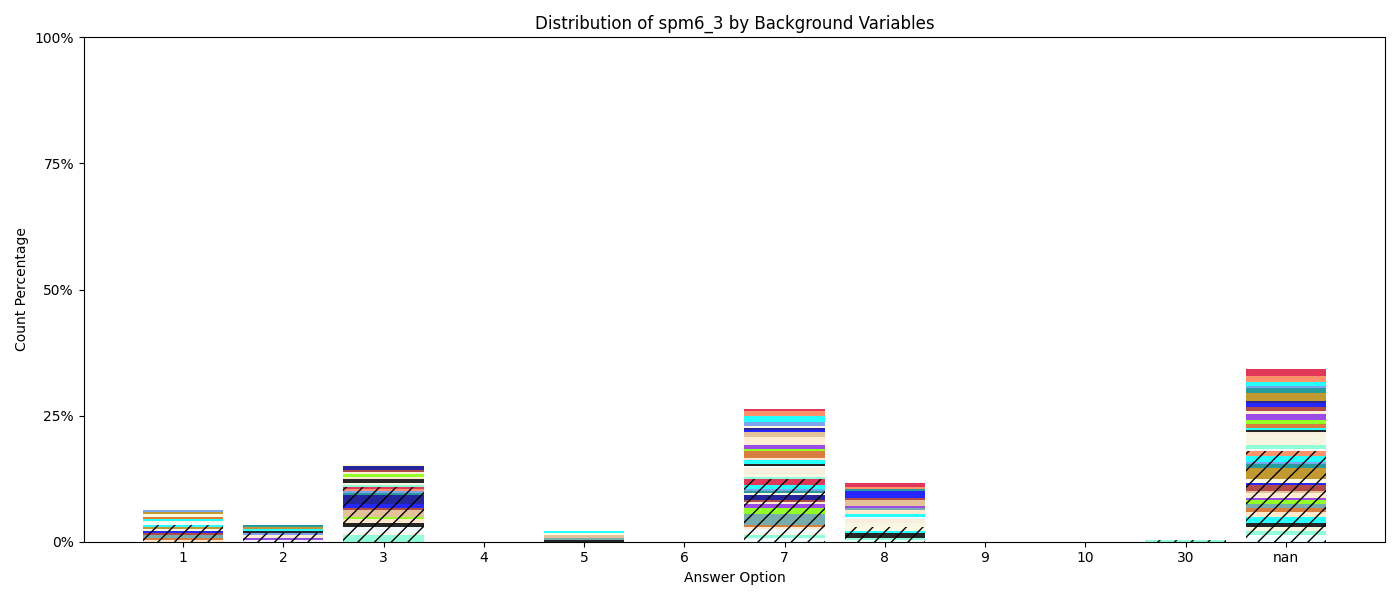 Distribution of spm6_3 by Background Variables
100%
75%
50%
25%
0%
Count Percentage
1 2 3 4 5 6 7 8 9 10 30 nan
Answer Option